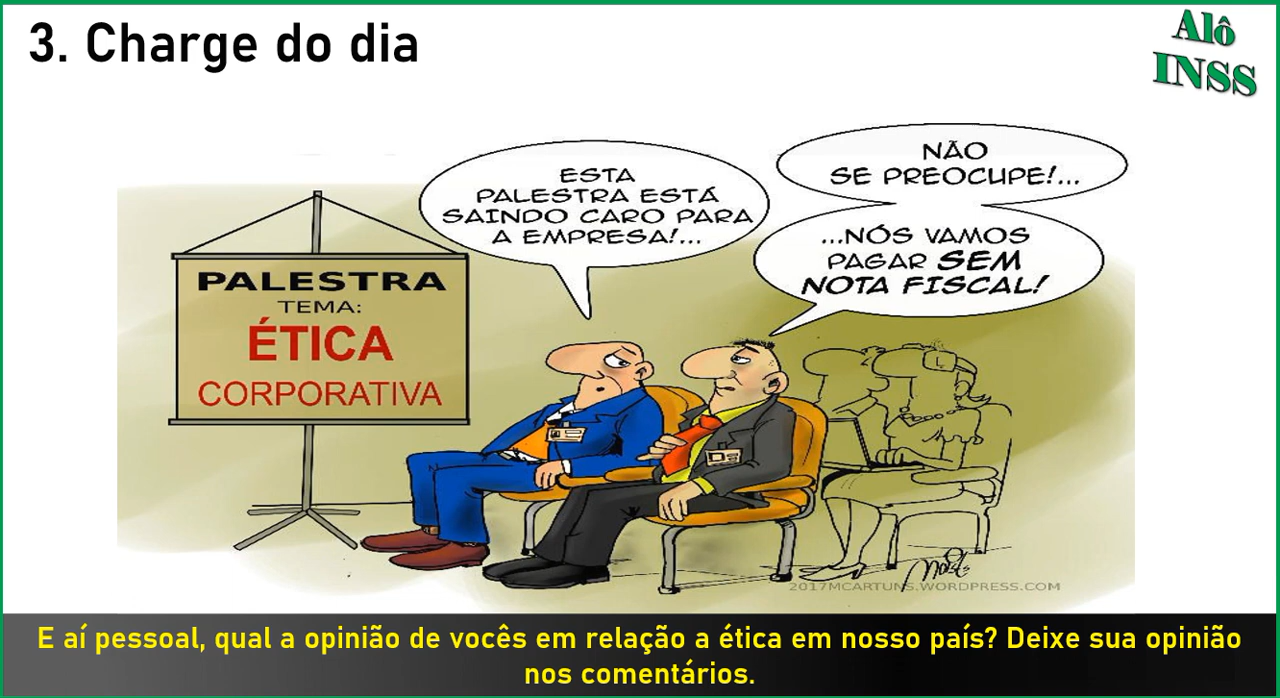 3. Charge do dia
Alô
INSS
NÃO
SE PREOCUPE!...
ESTA
PALESTRA ESTÁ
SAINDO CARO PARA
A EMPRESA!...
...NÓS VAMOS
PAGAR SEM
NOTA FISCAL!
PALESTRA
TEMA:
ÉTICA
CORPORATIVA
2017MCARTUNS.WORDPRESS.COM
E aí pessoal, qual a opinião de vocês em relação a ética em nosso país? Deixe sua opinião
nos comentários.